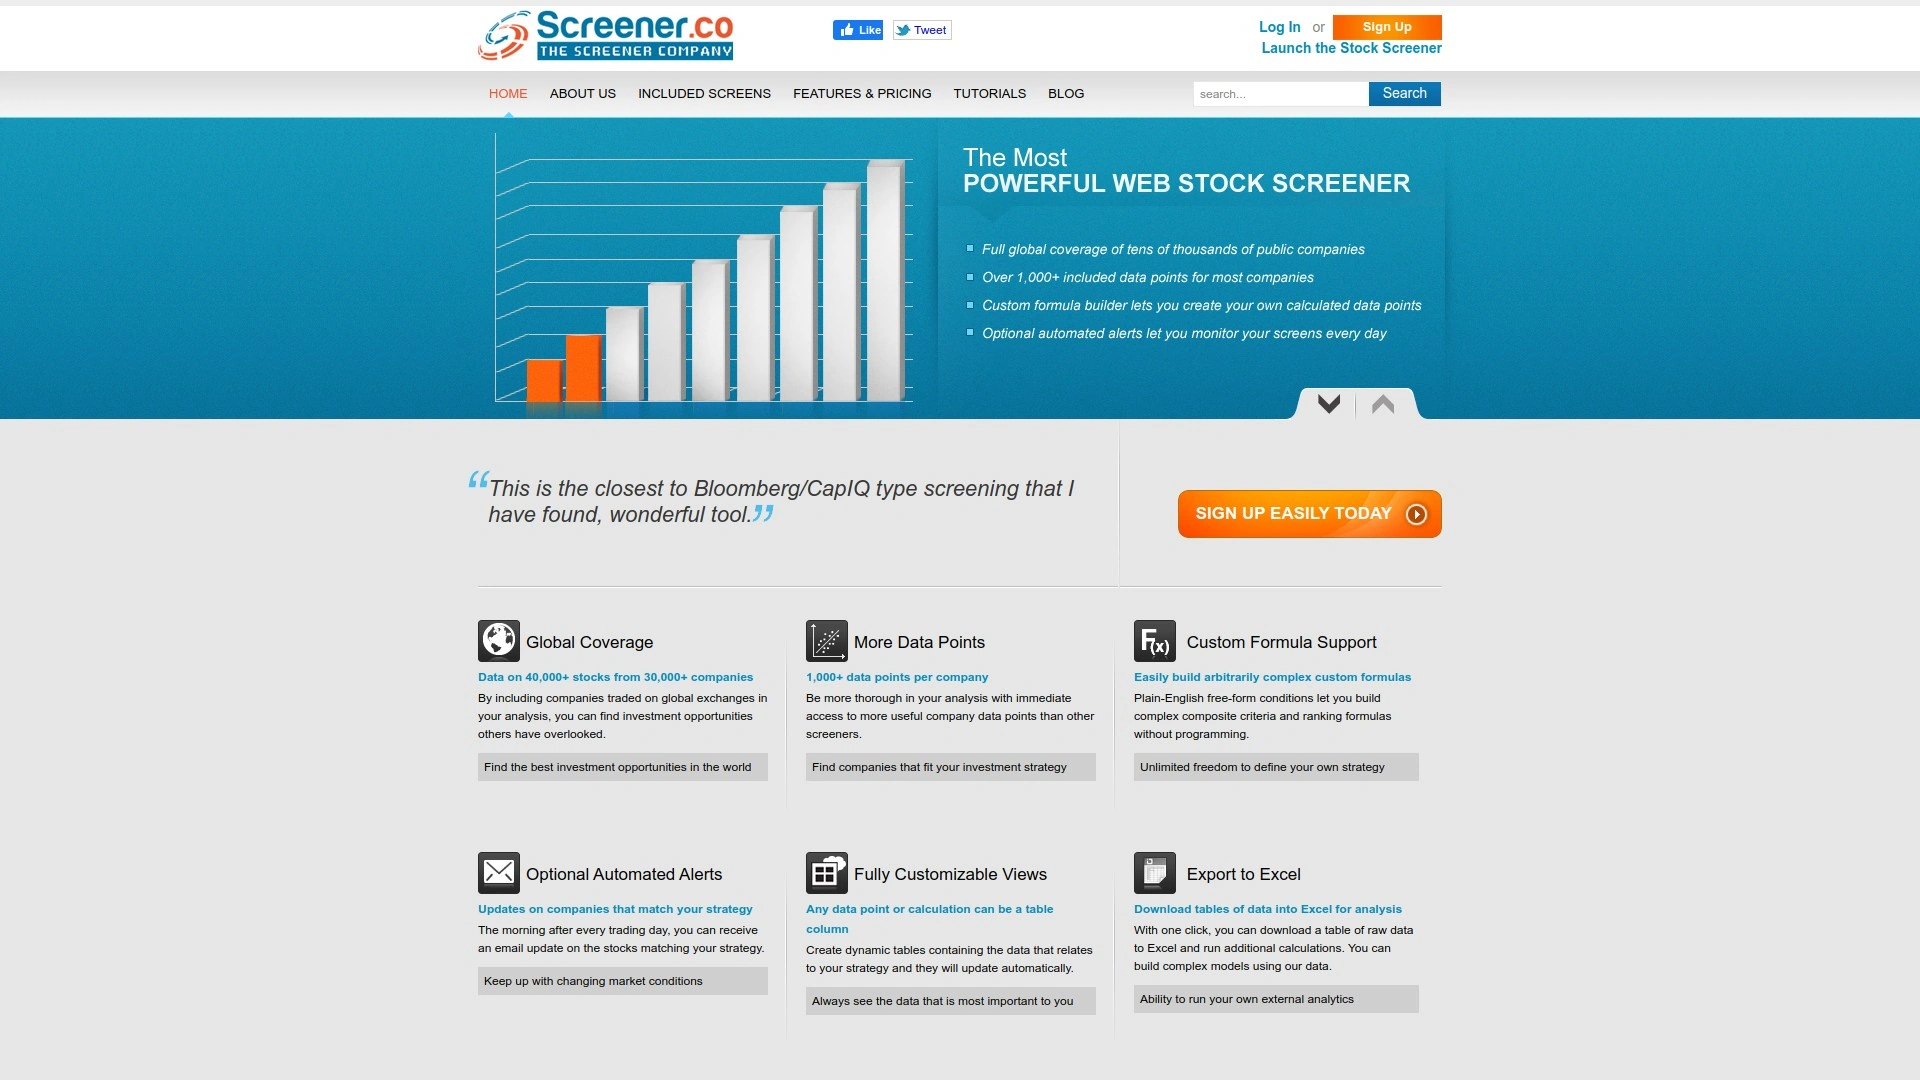 Screener.co
THE SCREENER COMPANY
Like
Tweet
Log In or Sign Up
Launch the Stock Screener
HOME ABOUT US INCLUDED SCREENS FEATURES & PRICING TUTORIALS BLOG
search... Search
The Most
POWERFUL WEB STOCK SCREENER
Full global coverage of tens of thousands of public companies
Over 1,000+ included data points for most companies
Custom formula builder lets you create your own calculated data points
Optional automated alerts let you monitor your screens every day
“This is the closest to Bloomberg/CapIQ type screening that I
have found, wonderful tool.”
SIGN UP EASILY TODAY
Global Coverage
Data on 40,000+ stocks from 30,000+ companies
By including companies traded on global exchanges in
your analysis, you can find investment opportunities
others have overlooked.
Find the best investment opportunities in the world
More Data Points
1,000+ data points per company
Be more thorough in your analysis with immediate
access to more useful company data points than other
screeners.
Find companies that fit your investment strategy
F(x)
Custom Formula Support
Easily build arbitrarily complex custom formulas
Plain-English free-form conditions let you build
complex composite criteria and ranking formulas
without programming.
Unlimited freedom to define your own strategy
Optional Automated Alerts
Updates on companies that match your strategy
The morning after every trading day, you can receive
an email update on the stocks matching your strategy.
Keep up with changing market conditions
Fully Customizable Views
Any data point or calculation can be a table
column
Create dynamic tables containing the data that relates
to your strategy and they will update automatically.
Always see the data that is most important to you
Export to Excel
Download tables of data into Excel for analysis
With one click, you can download a table of raw data
to Excel and run additional calculations. You can
build complex models using our data.
Ability to run your own external analytics